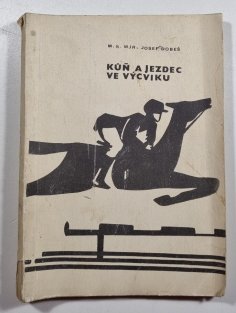 M. S. MJR. JOSEF DOBEŠ
KŮŇ A JEZDEC
VE VÝCVIKU